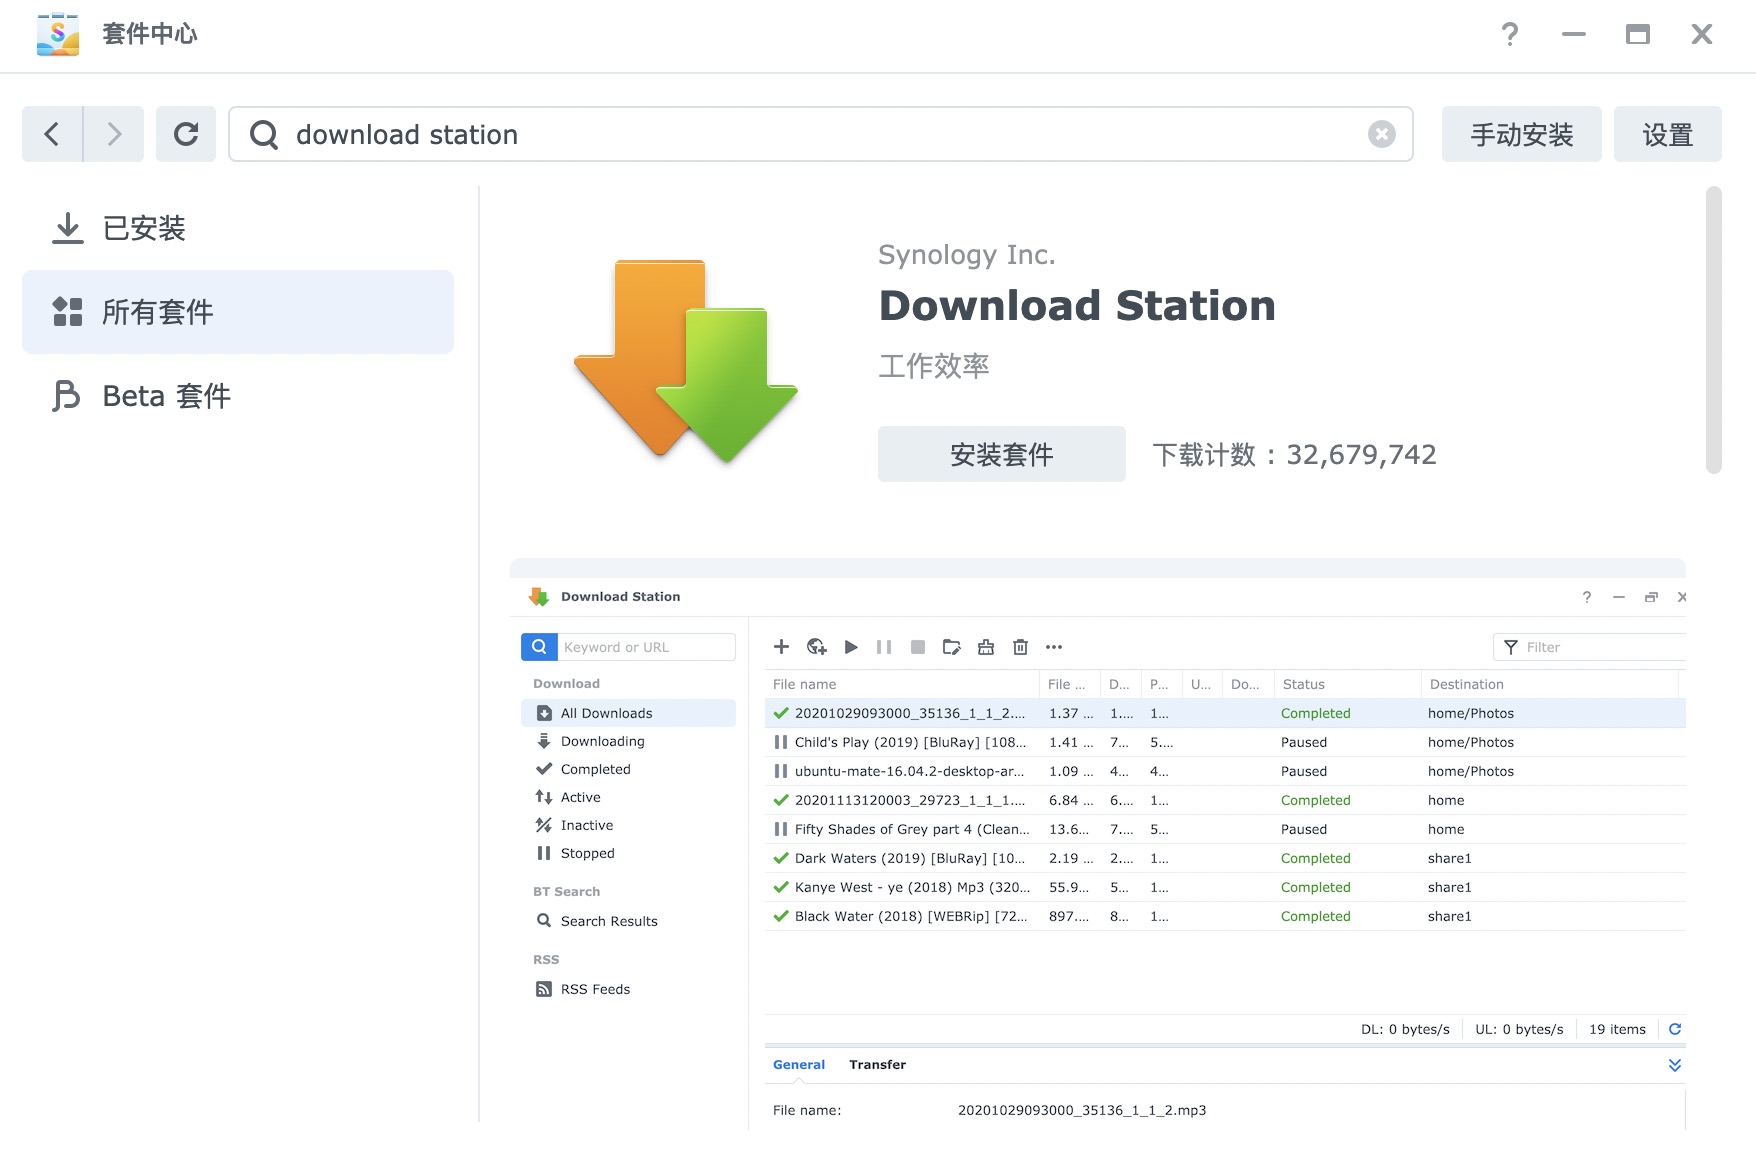 套件中心
download station
手动安装
设置
已安装
所有套件
Beta 套件
Synology Inc.
Download Station
工作效率
安装套件
下载计数：32,679,742
Download Station
Keyword or URL
Filter
Download
All Downloads
Downloading
Completed
Active
Inactive
Stopped
BT Search
Search Results
RSS
RSS Feeds
File name File ... D... P... U... Do... Status Destination
20201029093000_35136_1_1_2.... 1.37 ... 1.... 1... Completed home/Photos
Child's Play (2019) [BluRay] [108... 1.41 ... 7... 5.... Paused home/Photos
ubuntu-mate-16.04.2-desktop-ar... 1.09 ... 4... 4... Paused home/Photos
20201113120003_29723_1_1_1.... 6.84 ... 6.... 1... Completed home
Fifty Shades of Grey part 4 (Clean... 13.6... 7.... 5... Paused home
Dark Waters (2019) [BluRay] [10... 2.19 ... 2.... 1... Completed share1
Kanye West - ye (2018) Mp3 (320... 55.9... 5... 1... Completed share1
Black Water (2018) [WEBRip] [72... 897.... 8... 1... Completed share1
DL: 0 bytes/s UL: 0 bytes/s 19 items
General Transfer
File name: 20201029093000_35136_1_1_2.mp3